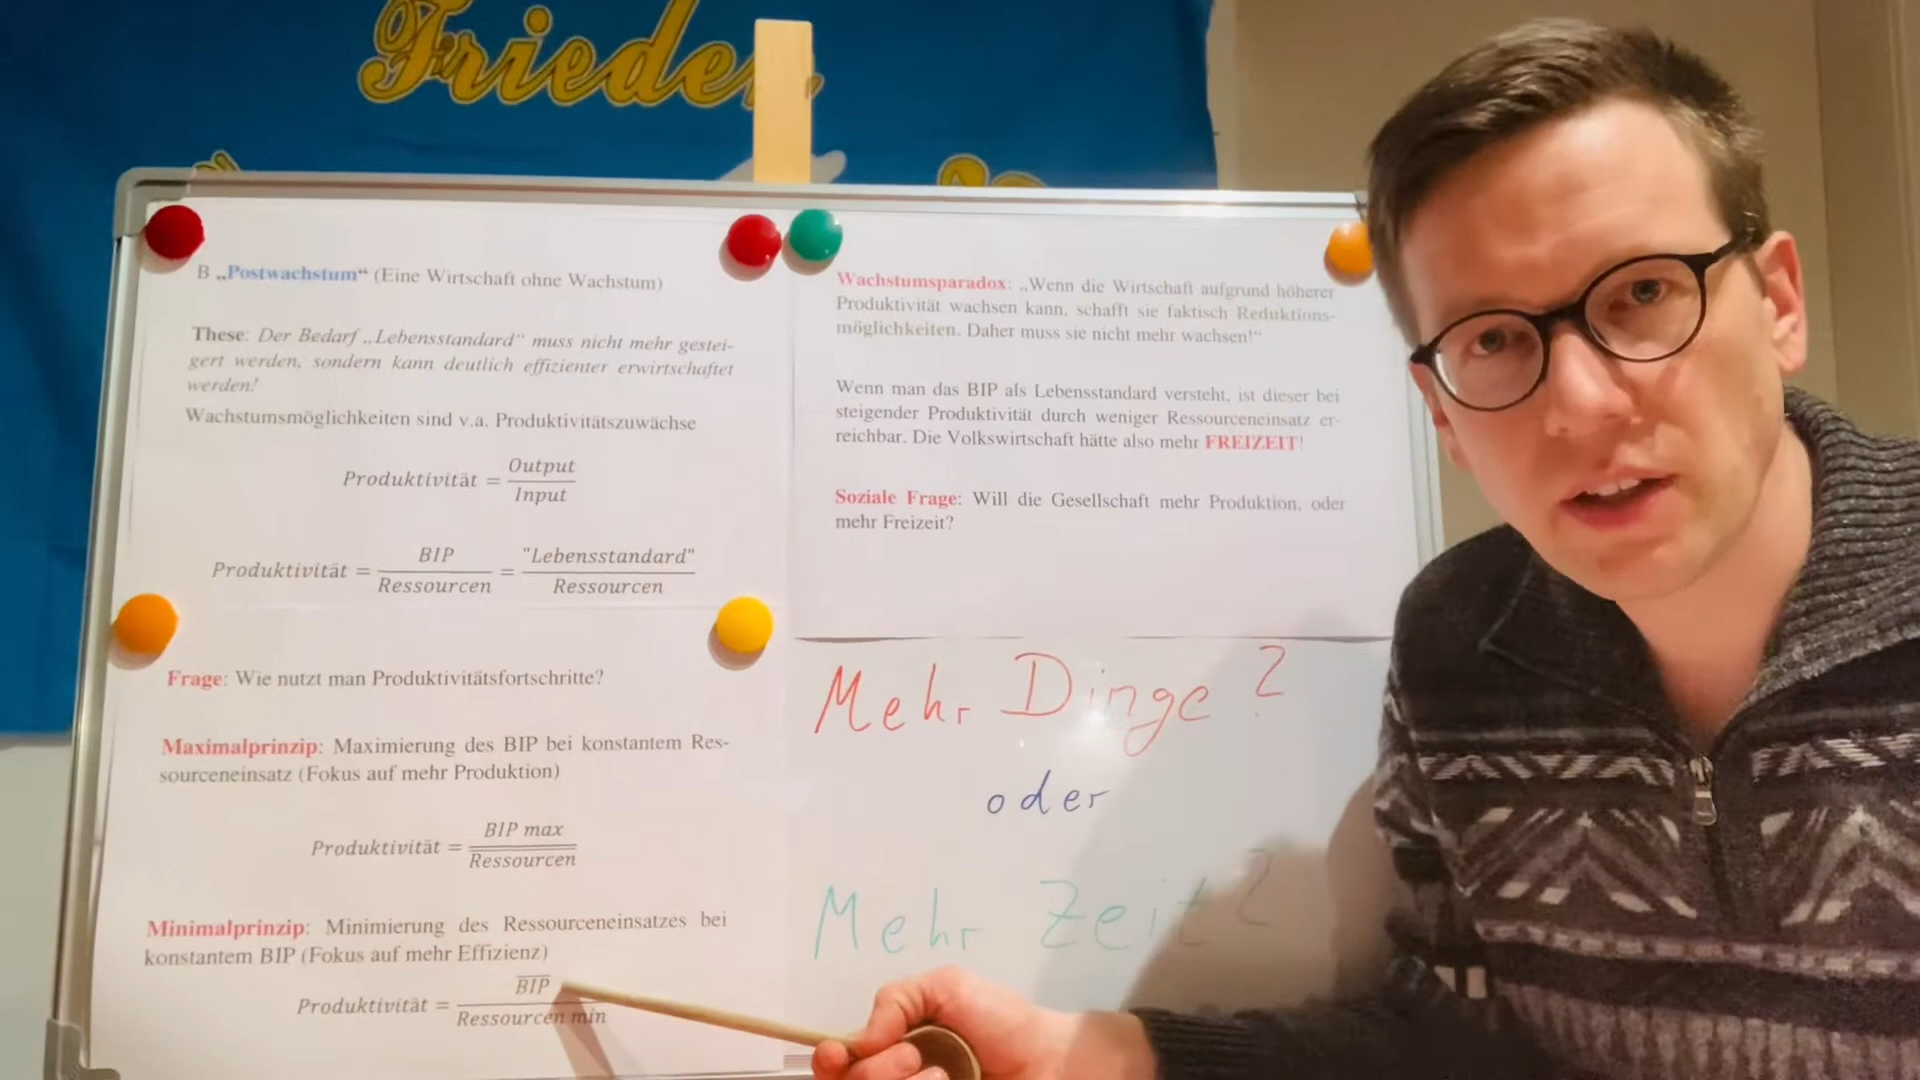 Frieden
B „Postwachstum“ (Eine Wirtschaft ohne Wachstum)
These: Der Bedarf „Lebensstandard“ muss nicht mehr gestei-
gert werden, sondern kann deutlich effizienter erwirtschaftet
werden!
Wachstumsmöglichkeiten sind v.a. Produktivitätszuwächse
Produktivität = Output / Input
Produktivität = BIP / Ressourcen = "Lebensstandard" / Ressourcen
Frage: Wie nutzt man Produktivitätsfortschritte?
Maximalprinzip: Maximierung des BIP bei konstantem Res-
sourceneinsatz (Fokus auf mehr Produktion)
Produktivität = BIP max / Ressourcen
Minimalprinzip: Minimierung des Ressourceneinsatzes bei
konstantem BIP (Fokus auf mehr Effizienz)
Produktivität = BIP / Ressourcen min
Wachstumsparadox: „Wenn die Wirtschaft aufgrund höherer
Produktivität wachsen kann, schafft sie faktisch Reduktions-
möglichkeiten. Daher muss sie nicht mehr wachsen!“
Wenn man das BIP als Lebensstandard versteht, ist dieser bei
steigender Produktivität durch weniger Ressourceneinsatz er-
reichbar. Die Volkswirtschaft hätte also mehr FREIZEIT!
Soziale Frage: Will die Gesellschaft mehr Produktion, oder
mehr Freizeit?
Mehr Dinge?
oder
Mehr Zeit?